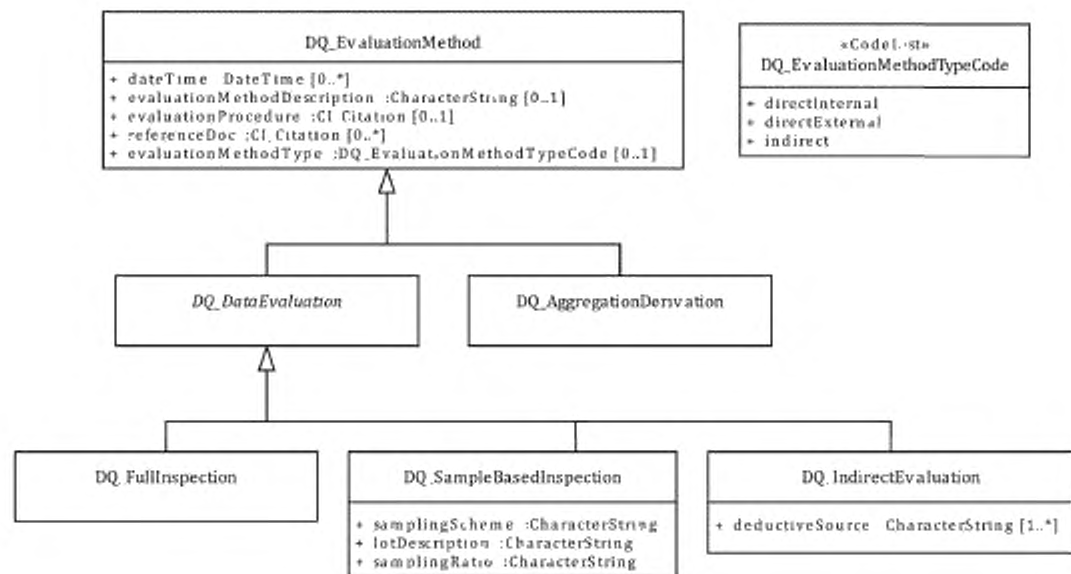 DQ_EvaluationMethod
+ dateTime DateTime [0..*]
+ evaluationMethodDescription :CharacterString [0..1]
+ evaluationProcedure :CI_Citation [0..1]
+ referenceDoc :CI_Citation [0..*]
+ evaluationMethodType :DQ_EvaluationMethodTypeCode [0..1]
«CodeList»
DQ_EvaluationMethodTypeCode
+ directInternal
+ directExternal
+ indirect
DQ_DataEvaluation
DQ_AggregationDerivation
DQ_FullInspection
DQ_SampleBasedInspection
+ samplingScheme :CharacterString
+ lotDescription :CharacterString
+ samplingRatio :CharacterString
DQ_IndirectEvaluation
+ deductiveSource CharacterString [1..*]